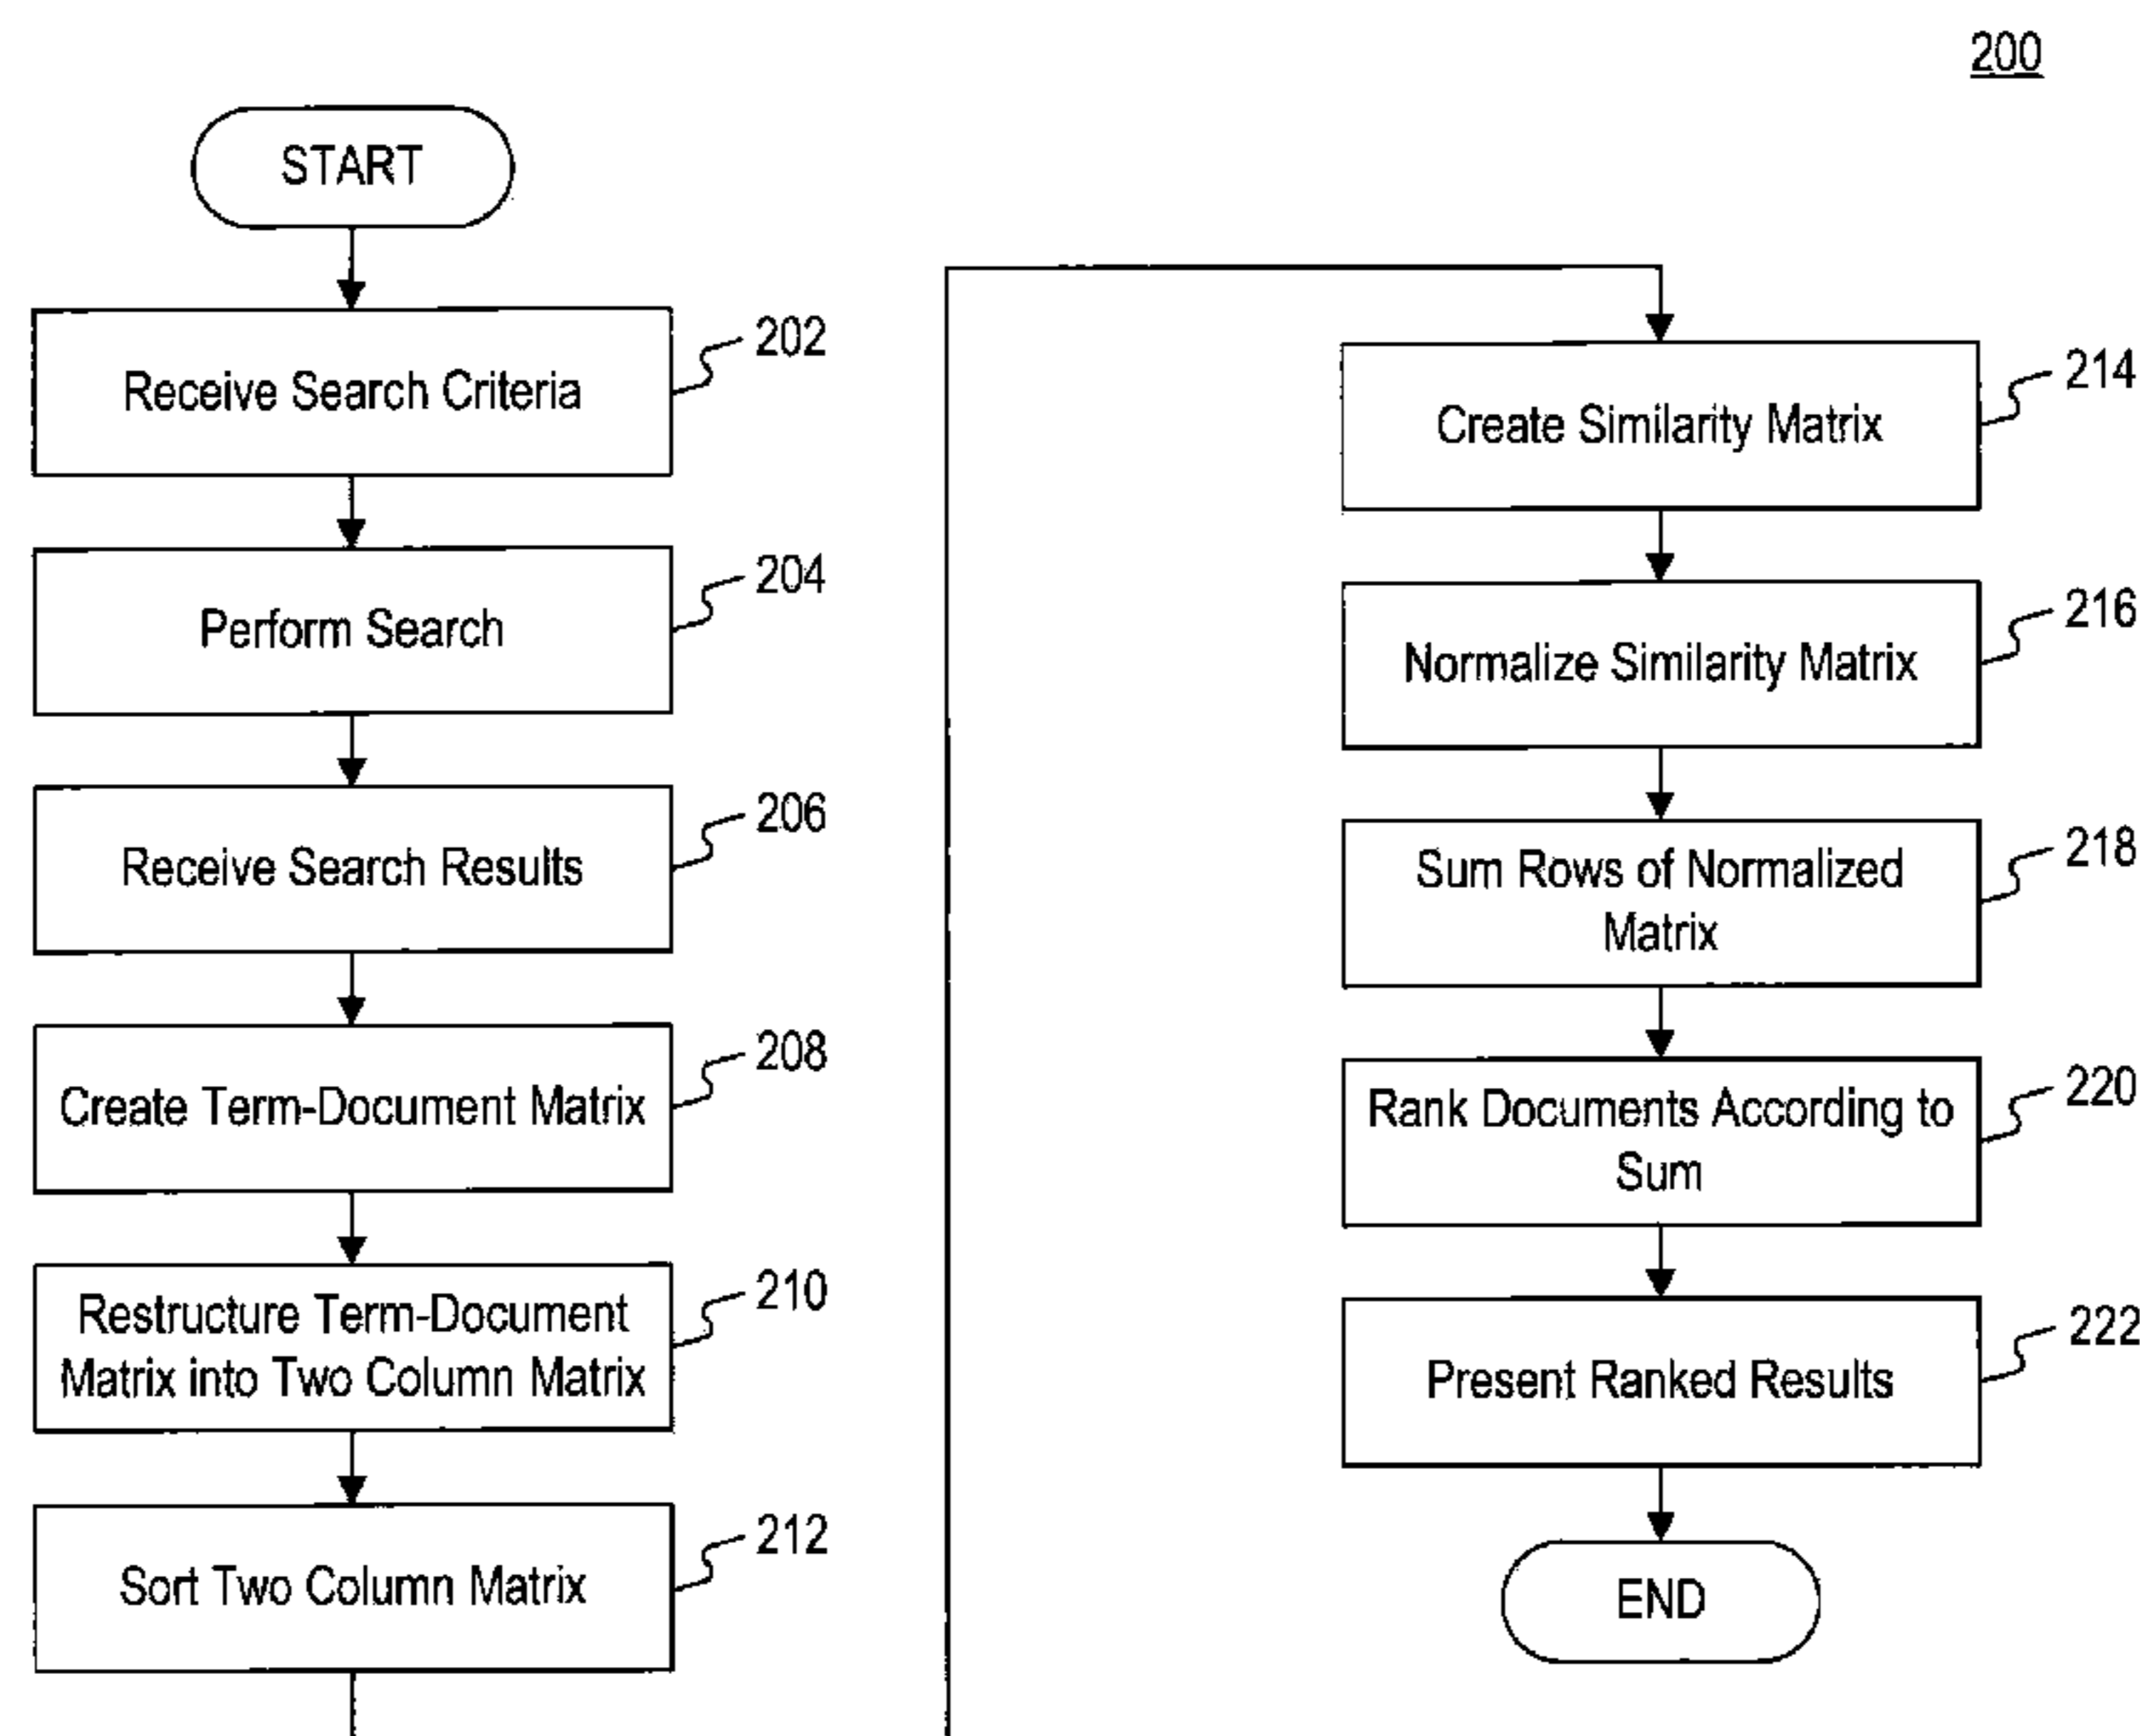 200
START
Receive Search Criteria
202
Perform Search
204
Receive Search Results
206
Create Term-Document Matrix
208
Restructure Term-Document
Matrix into Two Column Matrix
210
Sort Two Column Matrix
212
Create Similarity Matrix
214
Normalize Similarity Matrix
216
Sum Rows of Normalized
Matrix
218
Rank Documents According to
Sum
220
Present Ranked Results
222
END